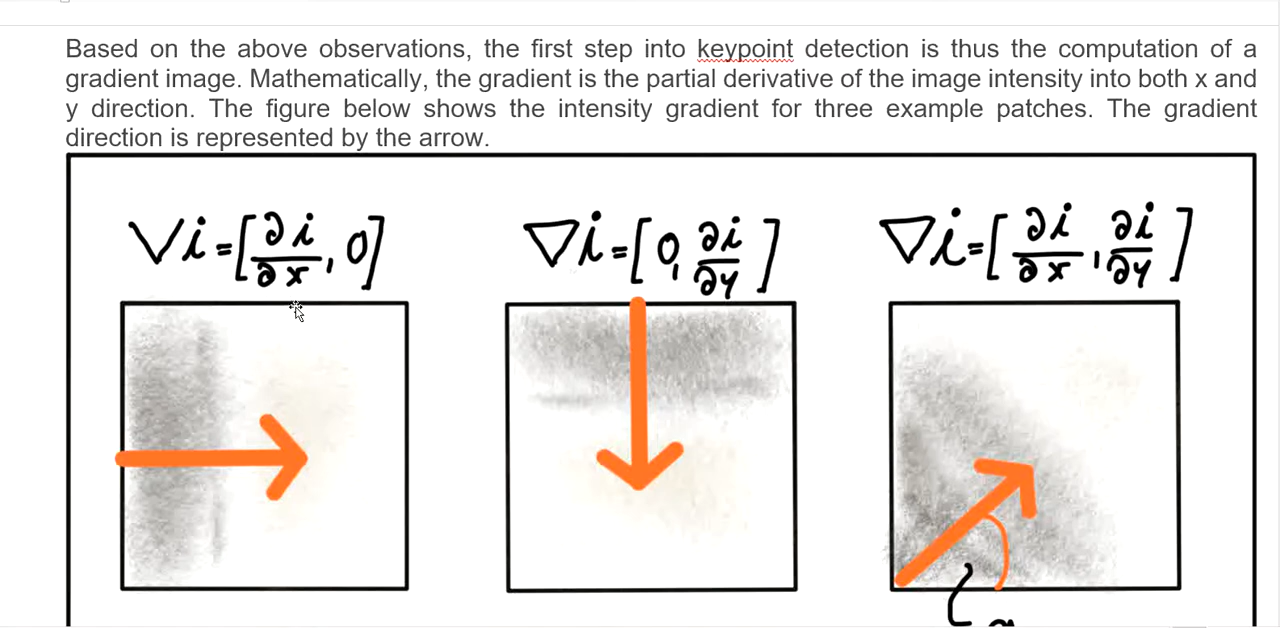 Based on the above observations, the first step into keypoint detection is thus the computation of a
gradient image. Mathematically, the gradient is the partial derivative of the image intensity into both x and
y direction. The figure below shows the intensity gradient for three example patches. The gradient
direction is represented by the arrow.
∇i=[∂i/∂x, 0] ∇i=[0, ∂i/∂y] ∇i=[∂i/∂x, ∂i/∂y]